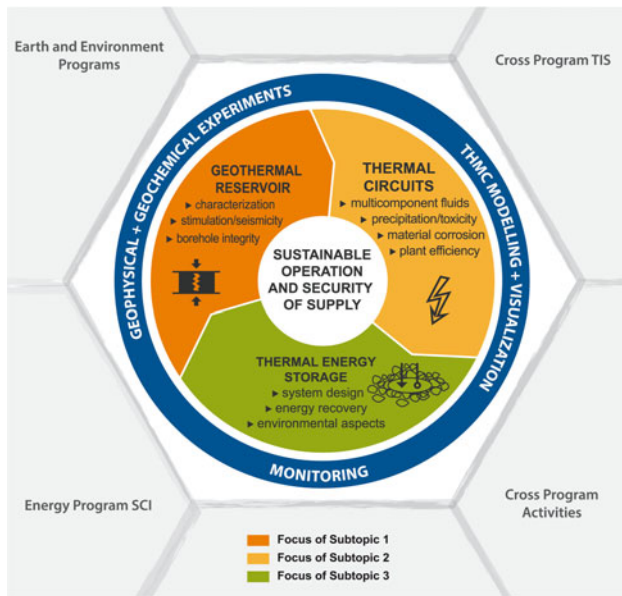 Earth and Environment
Programs
Cross Program TIS
GEOPHYSICAL + GEOCHEMICAL EXPERIMENTS
THMC MODELLING + VISUALIZATION
GEOTHERMAL
RESERVOIR
▸ characterization
▸ stimulation/seismicity
▸ borehole integrity
THERMAL
CIRCUITS
▸ multicomponent fluids
▸ precipitation/toxicity
▸ material corrosion
▸ plant efficiency
SUSTAINABLE
OPERATION
AND SECURITY
OF SUPPLY
THERMAL ENERGY
STORAGE
▸ system design
▸ energy recovery
▸ environmental aspects
MONITORING
Energy Program SCI
Cross Program
Activities
Focus of Subtopic 1
Focus of Subtopic 2
Focus of Subtopic 3